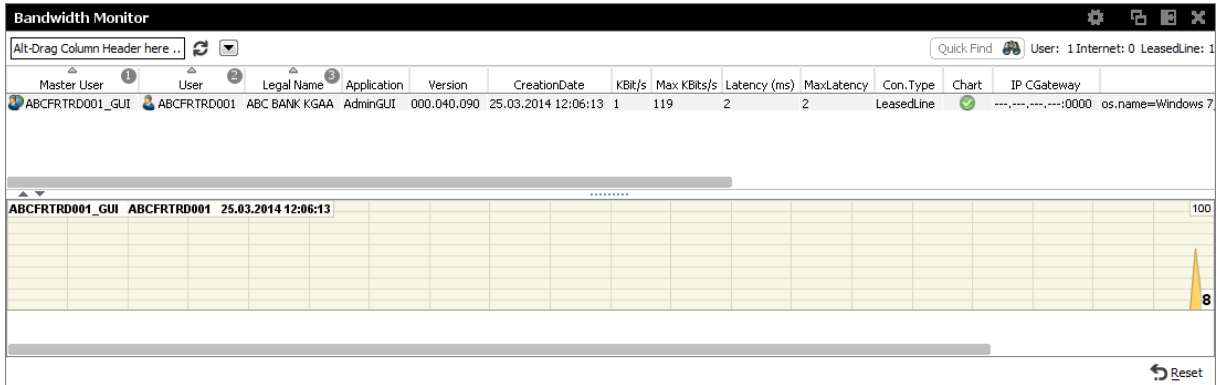 Bandwidth Monitor
Alt-Drag Column Header here .. Quick Find User: 1 Internet: 0 LeasedLine: 1
Master User 1 User 2 Legal Name 3 Application Version CreationDate KBit/s Max KBits/s Latency (ms) MaxLatency Con.Type Chart IP CGateway
ABCFRTRD001_GUI ABCFRTRD001 ABC BANK KGAA AdminGUI 000.040.090 25.03.2014 12:06:13 1 119 2 2 LeasedLine ---.---.---.---:0000 os.name=Windows 7
ABCFRTRD001_GUI ABCFRTRD001 25.03.2014 12:06:13 100
8
Reset